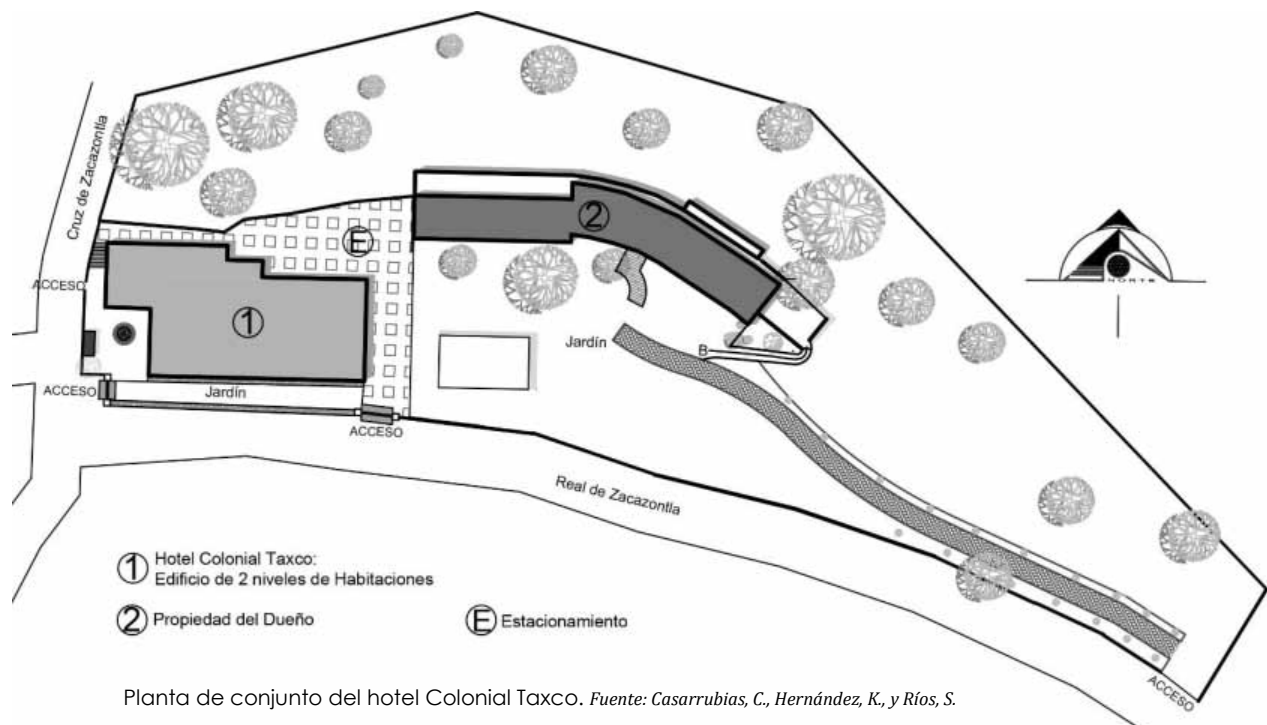 Cruz de Zacazontla
2
E
NORTE
ACCESO
1
Jardín
B
ACCESO
Jardín
ACCESO
Real de Zacazontla
ACCESO
1 Hotel Colonial Taxco:
Edificio de 2 niveles de Habitaciones
2 Propiedad del Dueño
E Estacionamiento
Planta de conjunto del hotel Colonial Taxco. Fuente: Casarrubias, C., Hernández, K., y Ríos, S.